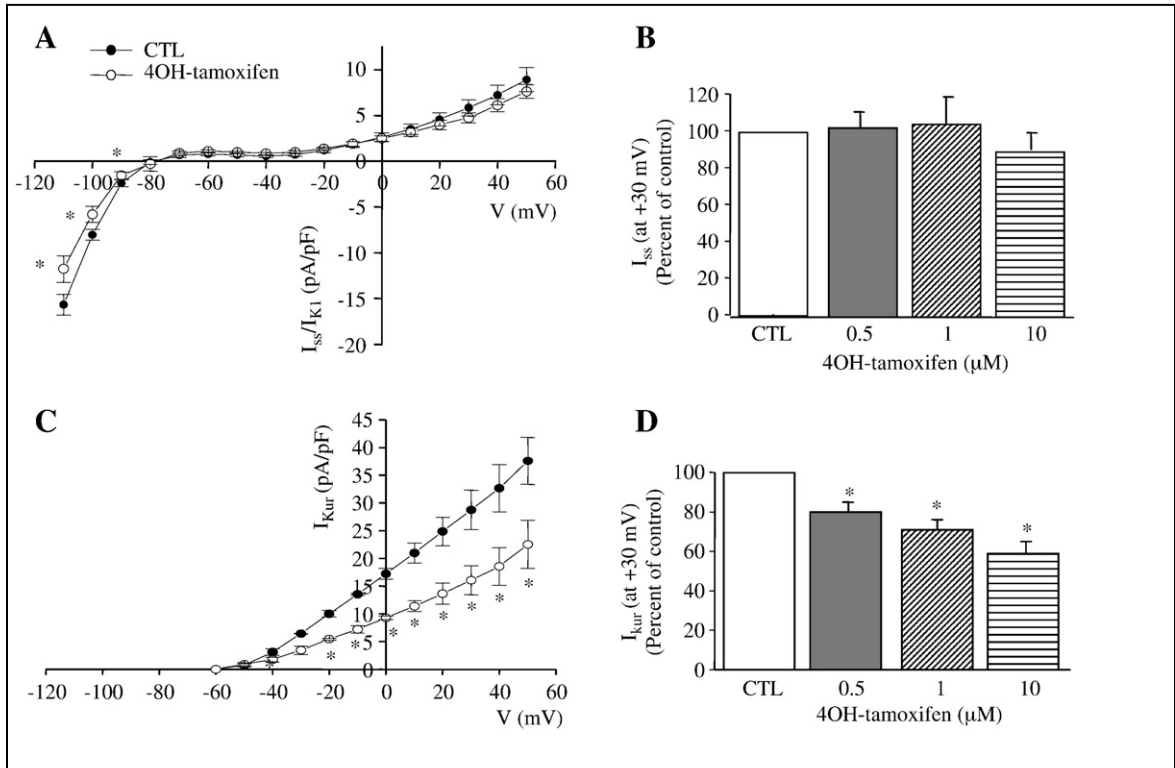 A
CTL
4OH-tamoxifen
10
5
0
-120 -100 -80 -60 -40 -20 0 20 40 60
V (mV)
-5
-10
-15
-20
Iss/IK1 (pA/pF)
*
*
*
B
120
100
80
60
40
20
0
Iss (at +30 mV)
(Percent of control)
CTL 0.5 1 10
4OH-tamoxifen (μM)
C
45
40
35
30
25
20
15
10
5
0
IKur (pA/pF)
* * * * * * * * *
-120 -100 -80 -60 -40 -20 0 20 40 60
V (mV)
D
100
80
60
40
20
0
Ikur (at +30 mV)
(Percent of control)
* * *
CTL 0.5 1 10
4OH-tamoxifen (μM)